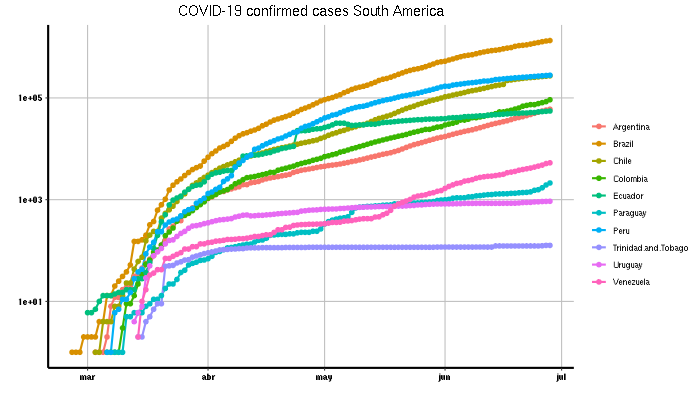 COVID-19 confirmed cases South America
1e+05
1e+03
1e+01
mar abr may jun jul
Argentina
Brazil
Chile
Colombia
Ecuador
Paraguay
Peru
Trinidad.and.Tobago
Uruguay
Venezuela